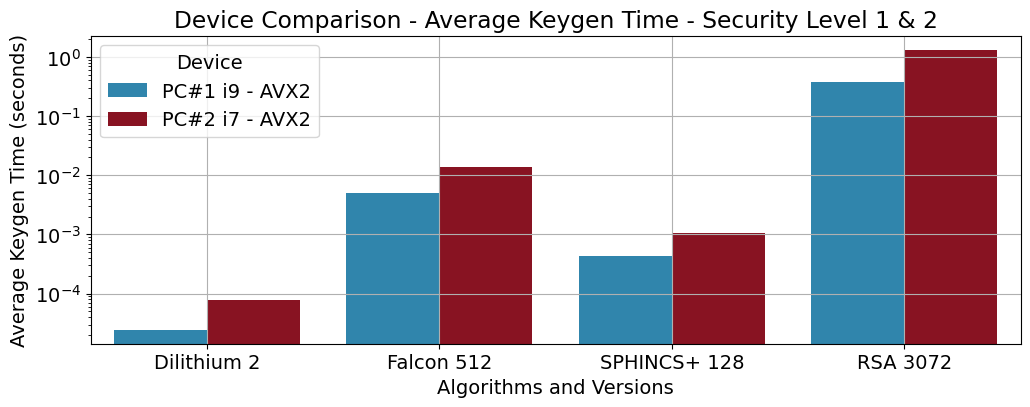 Device Comparison - Average Keygen Time - Security Level 1 & 2
Average Keygen Time (seconds)
10⁰
10⁻¹
10⁻²
10⁻³
10⁻⁴
Device
PC#1 i9 - AVX2
PC#2 i7 - AVX2
Dilithium 2
Falcon 512
SPHINCS+ 128
RSA 3072
Algorithms and Versions